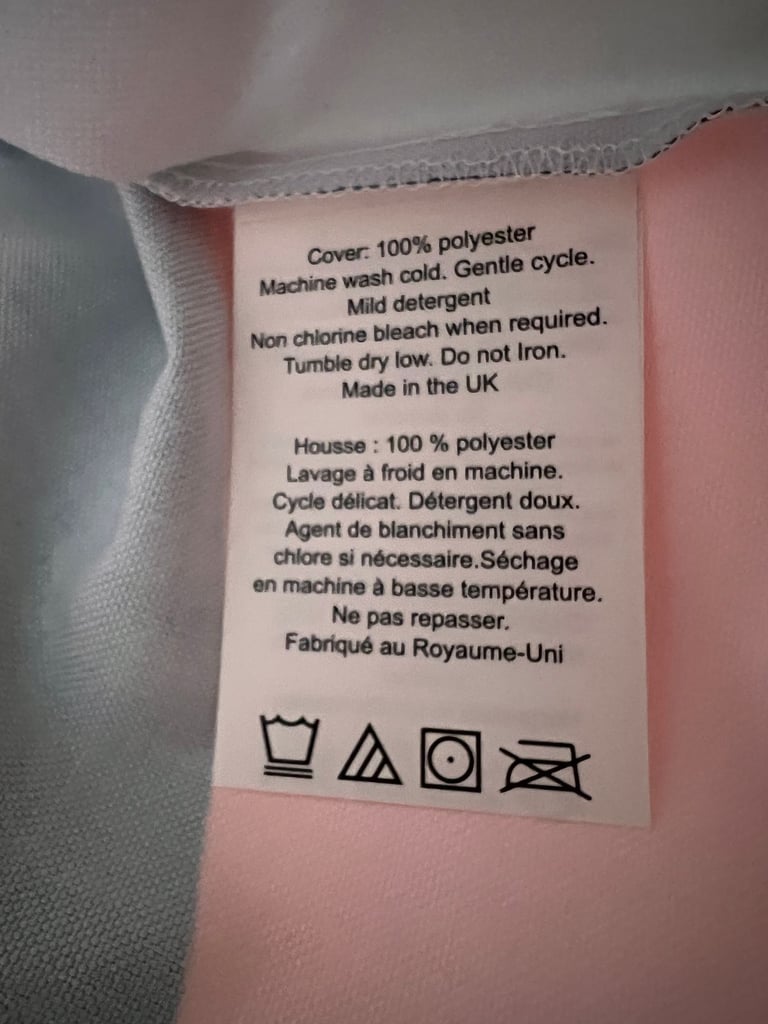 Cover: 100% polyester
Machine wash cold. Gentle cycle.
Mild detergent
Non chlorine bleach when required.
Tumble dry low. Do not Iron.
Made in the UK
Housse : 100 % polyester
Lavage à froid en machine.
Cycle délicat. Détergent doux.
Agent de blanchiment sans
chlore si nécessaire.Séchage
en machine à basse température.
Ne pas repasser.
Fabriqué au Royaume-Uni